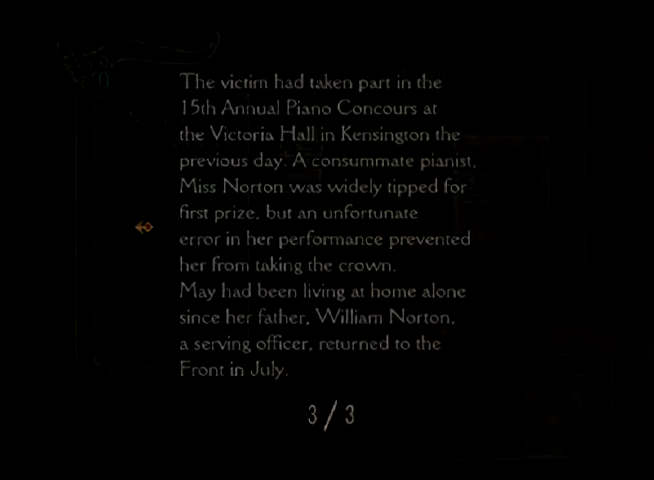 The victim had taken part in the
15th Annual Piano Concours at
the Victoria Hall in Kensington the
previous day. A consummate pianist,
Miss Norton was widely tipped for
first prize, but an unfortunate
error in her performance prevented
her from taking the crown.
May had been living at home alone
since her father, William Norton,
a serving officer, returned to the
Front in July.
3 / 3